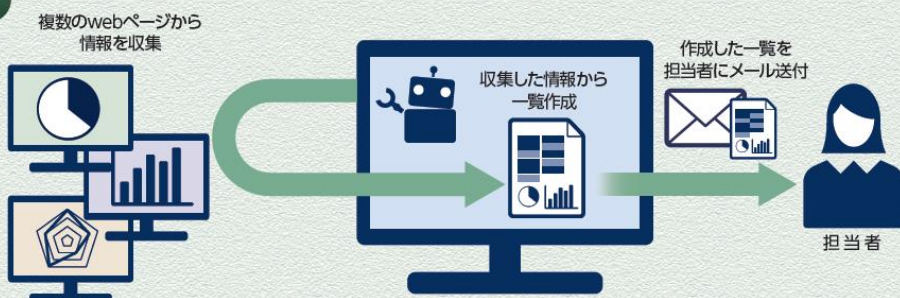 複数のwebページから
情報を収集
収集した情報から
一覧作成
作成した一覧を
担当者にメール送付
担当者